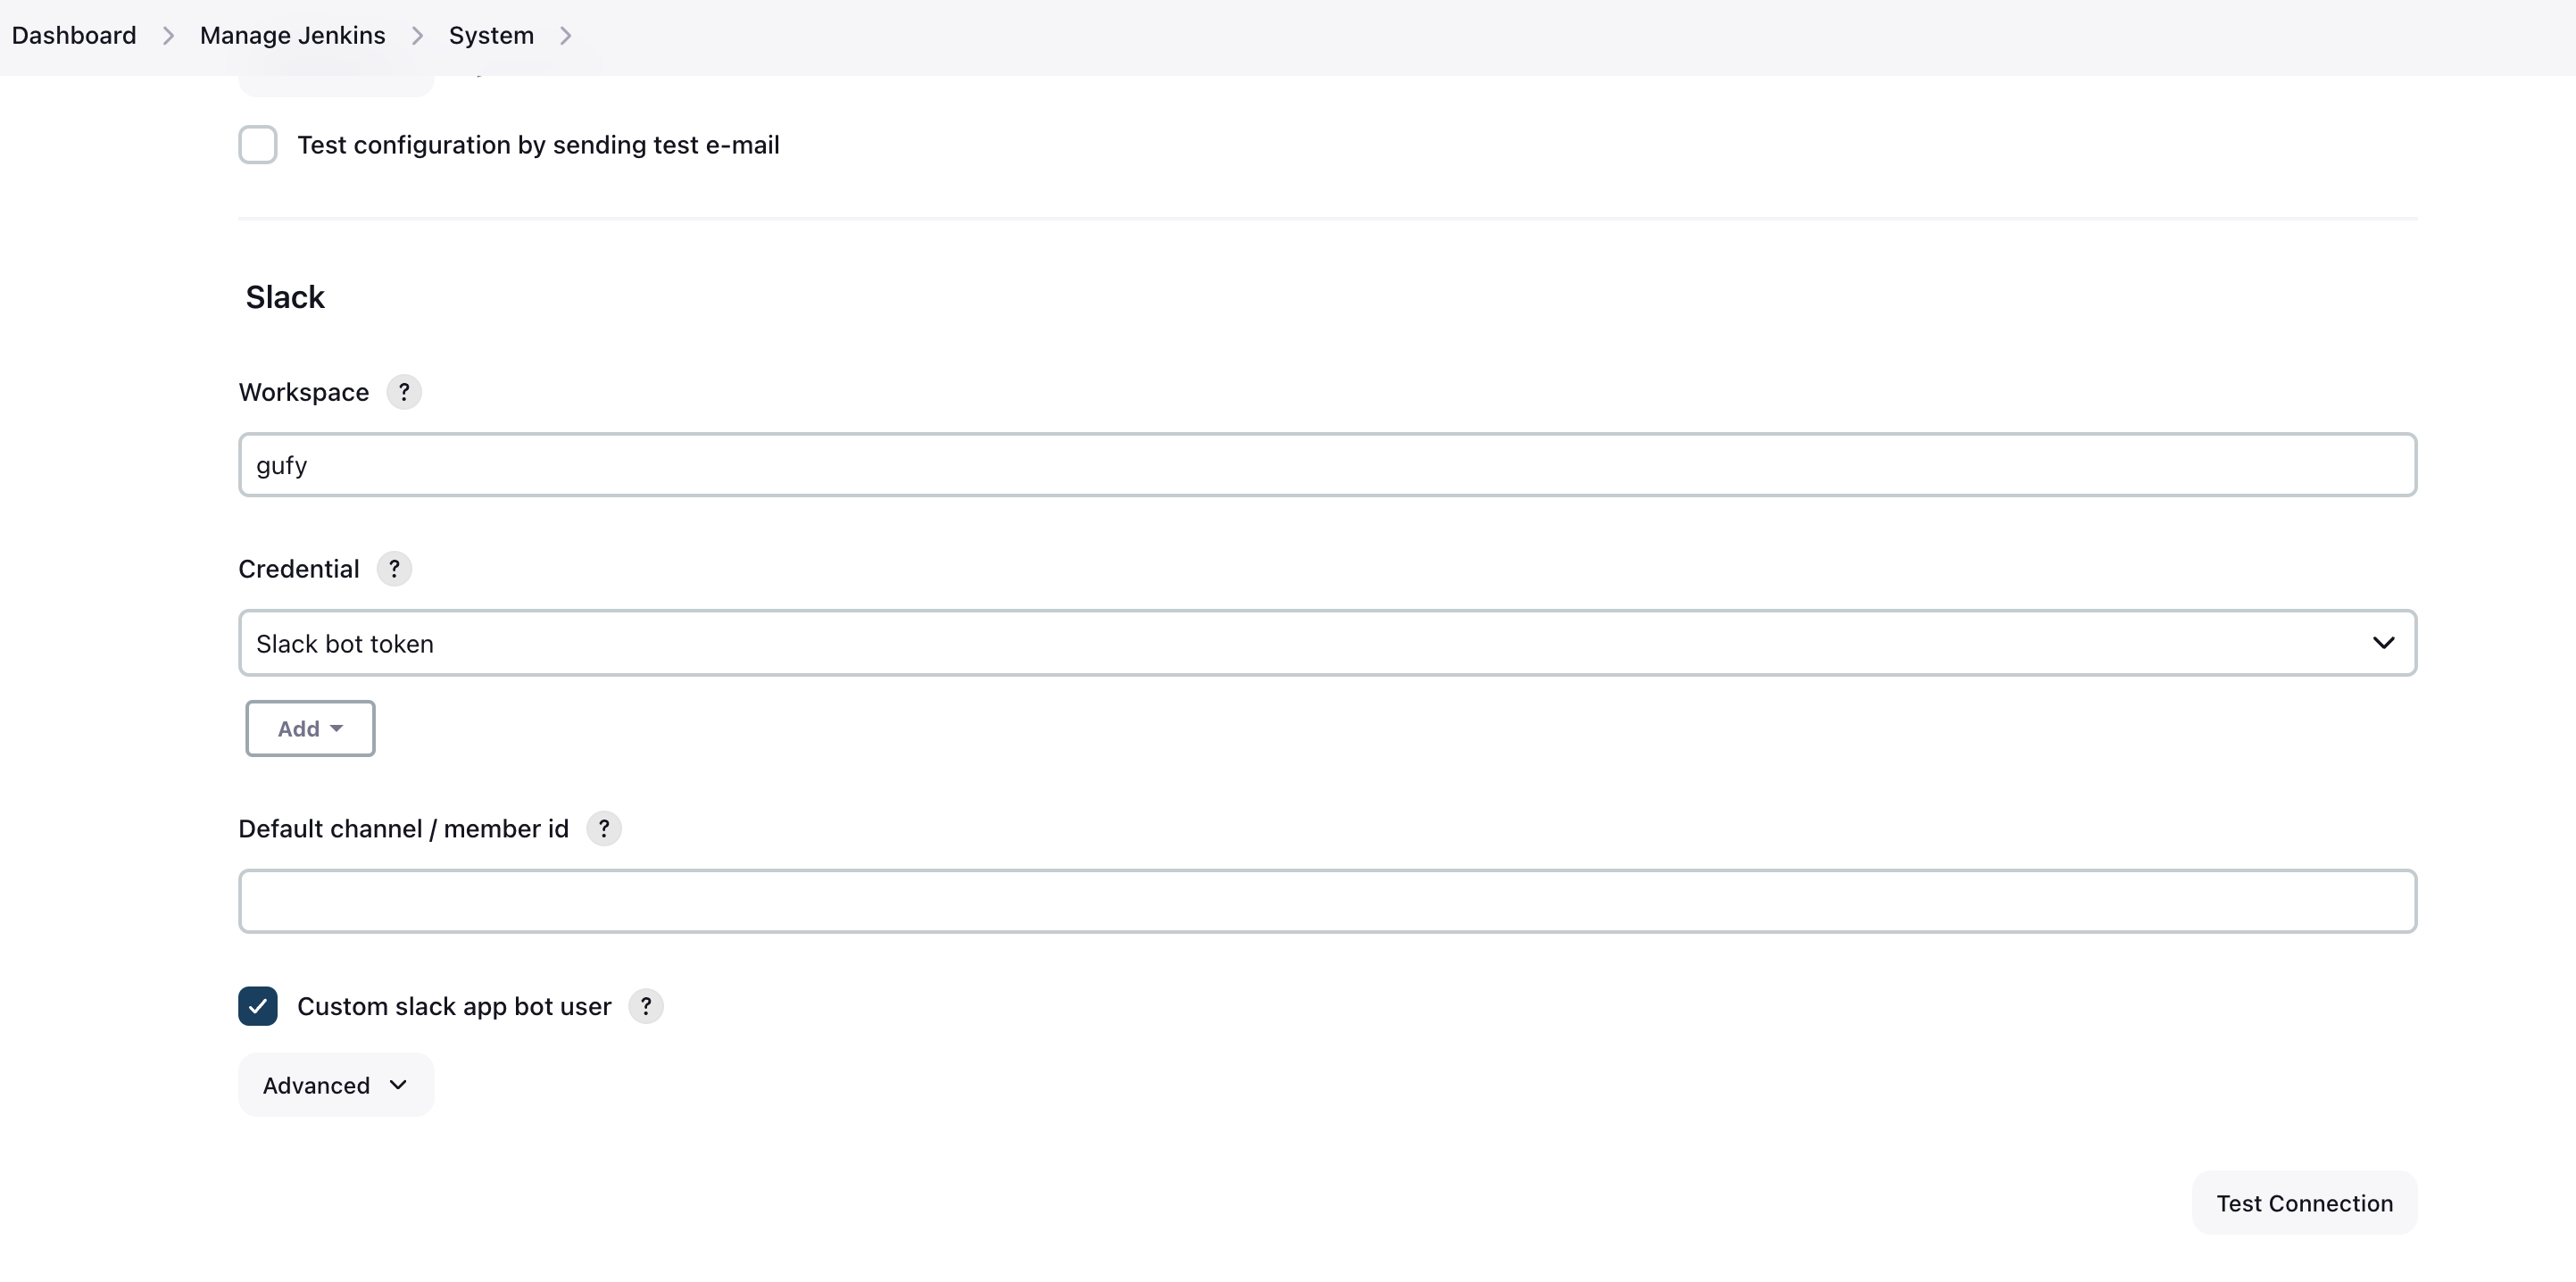 Dashboard > Manage Jenkins > System >
Test configuration by sending test e-mail
Slack
Workspace ?
gufy
Credential ?
Slack bot token
Add
Default channel / member id ?
Custom slack app bot user ?
Advanced
Test Connection